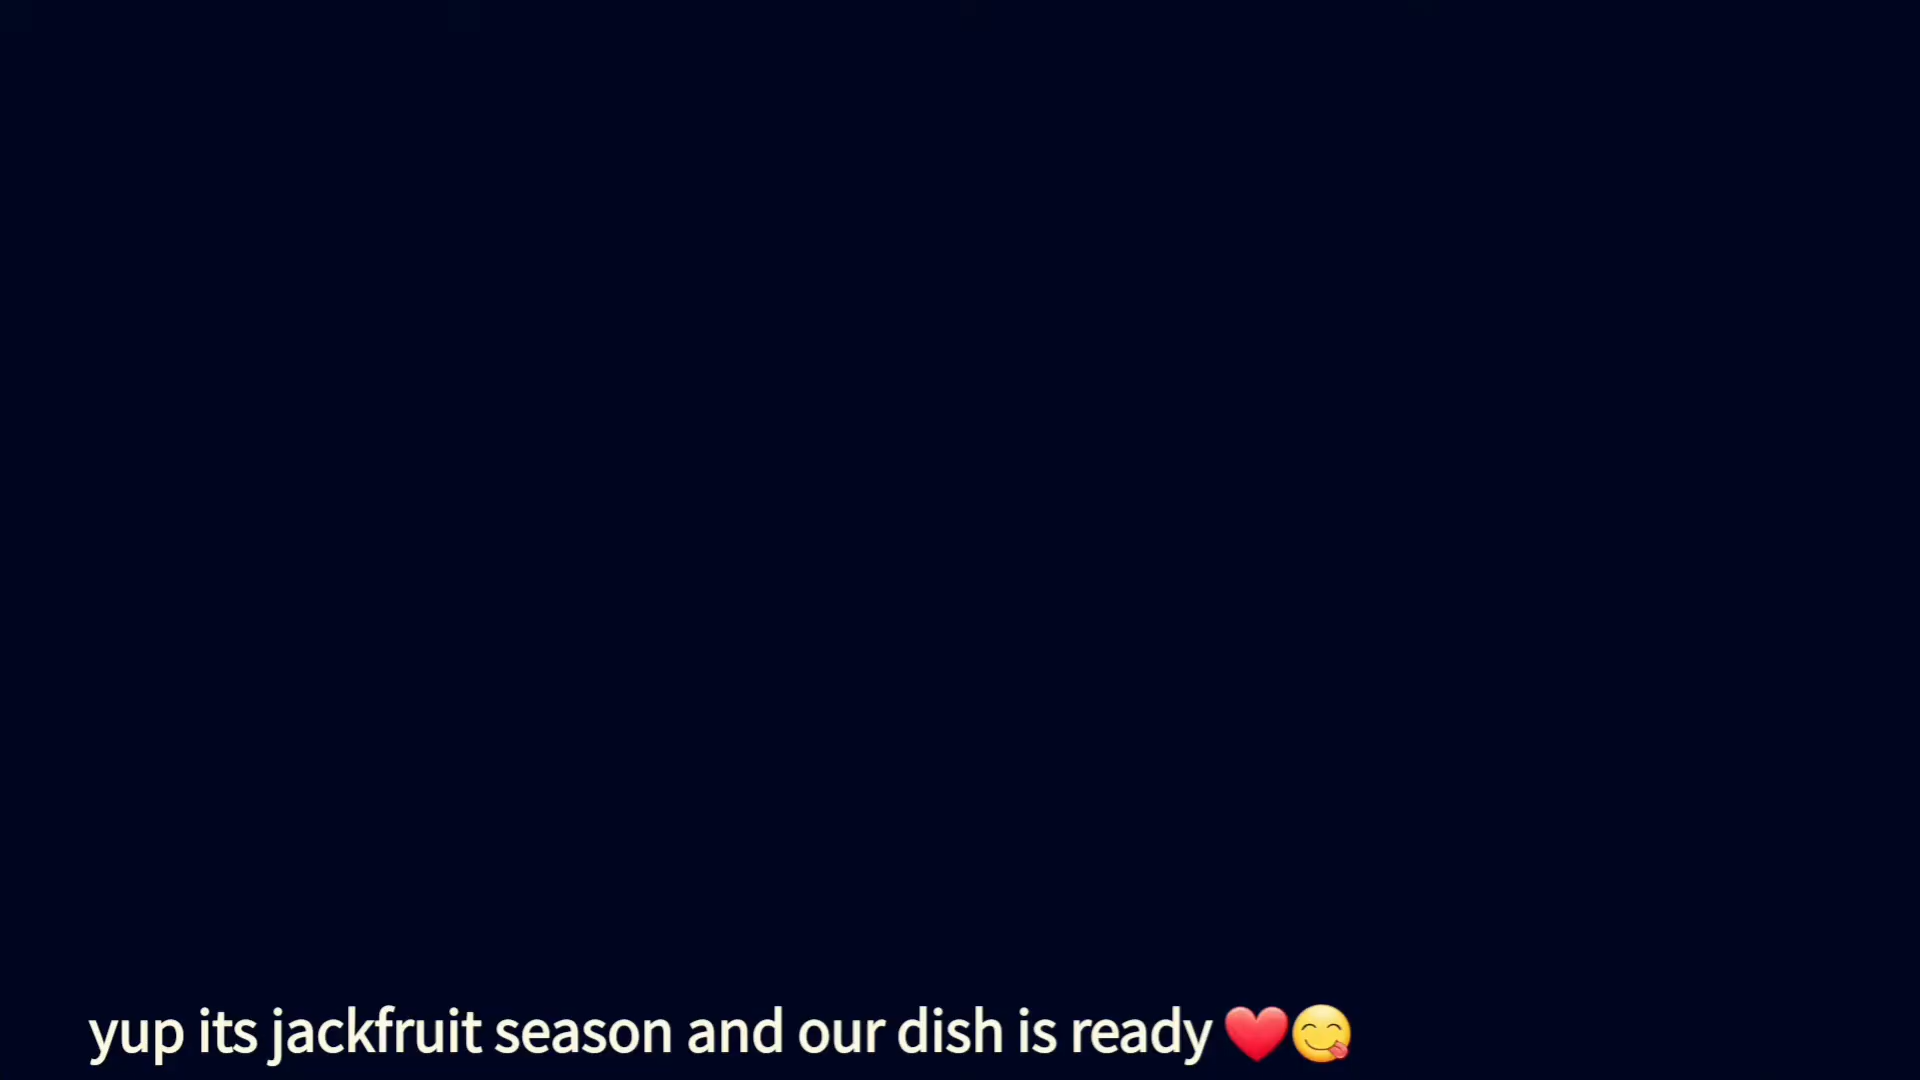 yup its jackfruit season and our dish is ready ❤️😋